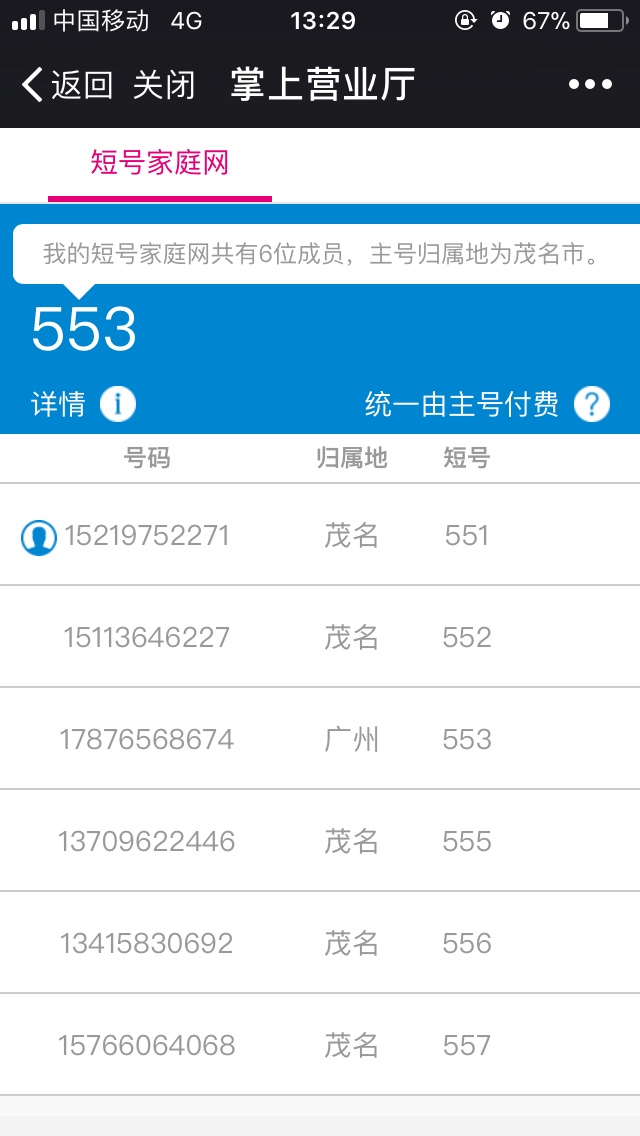 中国移动 4G 13:29 67%
返回 关闭 掌上营业厅
短号家庭网
我的短号家庭网共有6位成员，主号归属地为茂名市。
553
详情 i 统一由主号付费 ?
号码 归属地 短号
15219752271 茂名 551
15113646227 茂名 552
17876568674 广州 553
13709622446 茂名 555
13415830692 茂名 556
15766064068 茂名 557